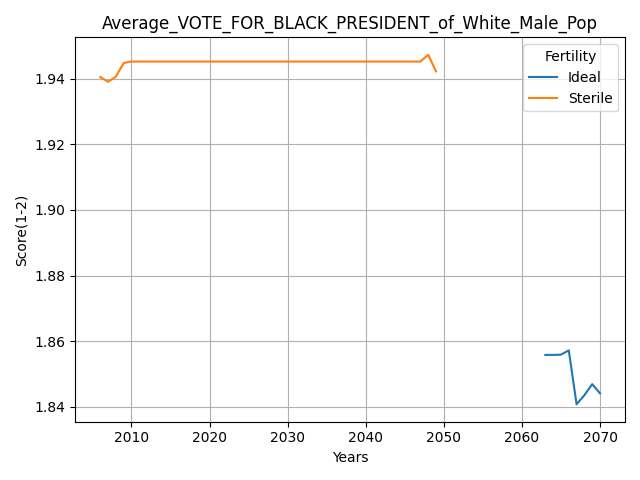 Average_VOTE_FOR_BLACK_PRESIDENT_of_White_Male_Pop
Fertility
Ideal
Sterile
1.94
1.92
1.90
1.88
1.86
1.84
Score(1-2)
2010 2020 2030 2040 2050 2060 2070
Years